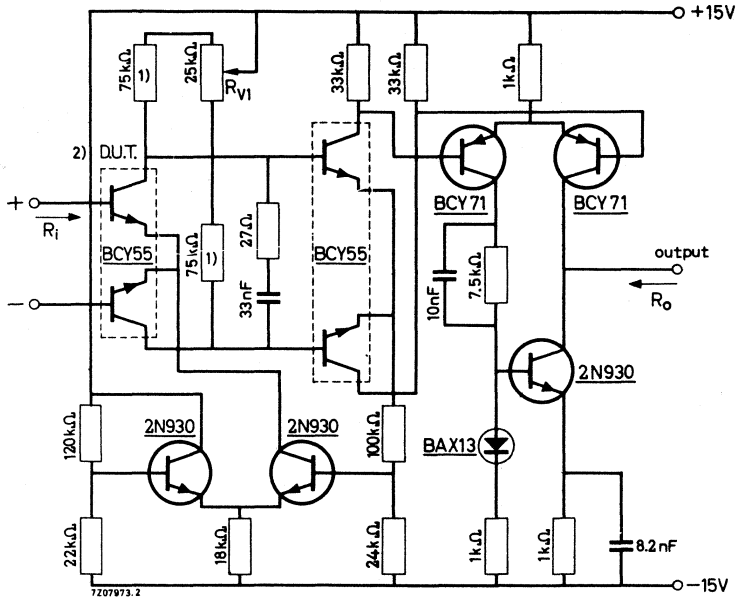 +15V
75kΩ
1)
25kΩ
RV1
33kΩ
33kΩ
1kΩ
2) D.U.T.
+
Ri
BCY55
75kΩ
1)
27Ω
33nF
BCY55
BCY71
BCY71
10nF
7.5kΩ
output
Ro
−
2N930
120kΩ
2N930
2N930
100kΩ
BAX13
22kΩ
18kΩ
24kΩ
1kΩ
1kΩ
8.2nF
−15V
7Z07973.2